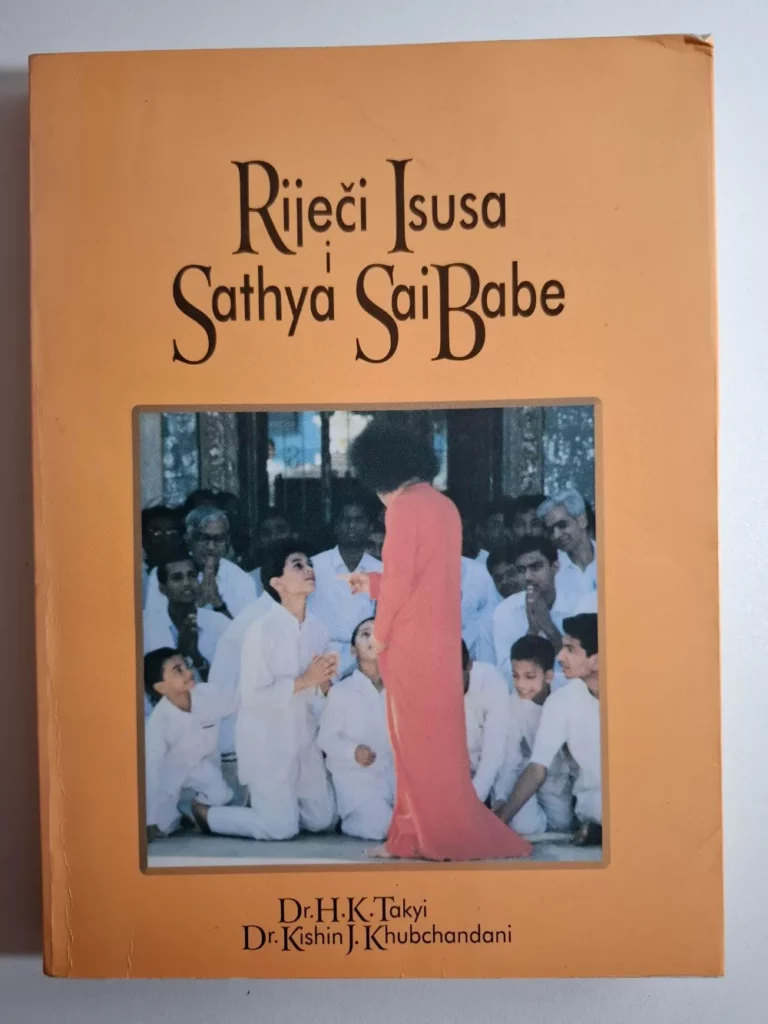 Riječi Isusa
i
Sathya Sai Babe
Dr. H. K. Takyi
Dr. Kishin J. Khubchandani